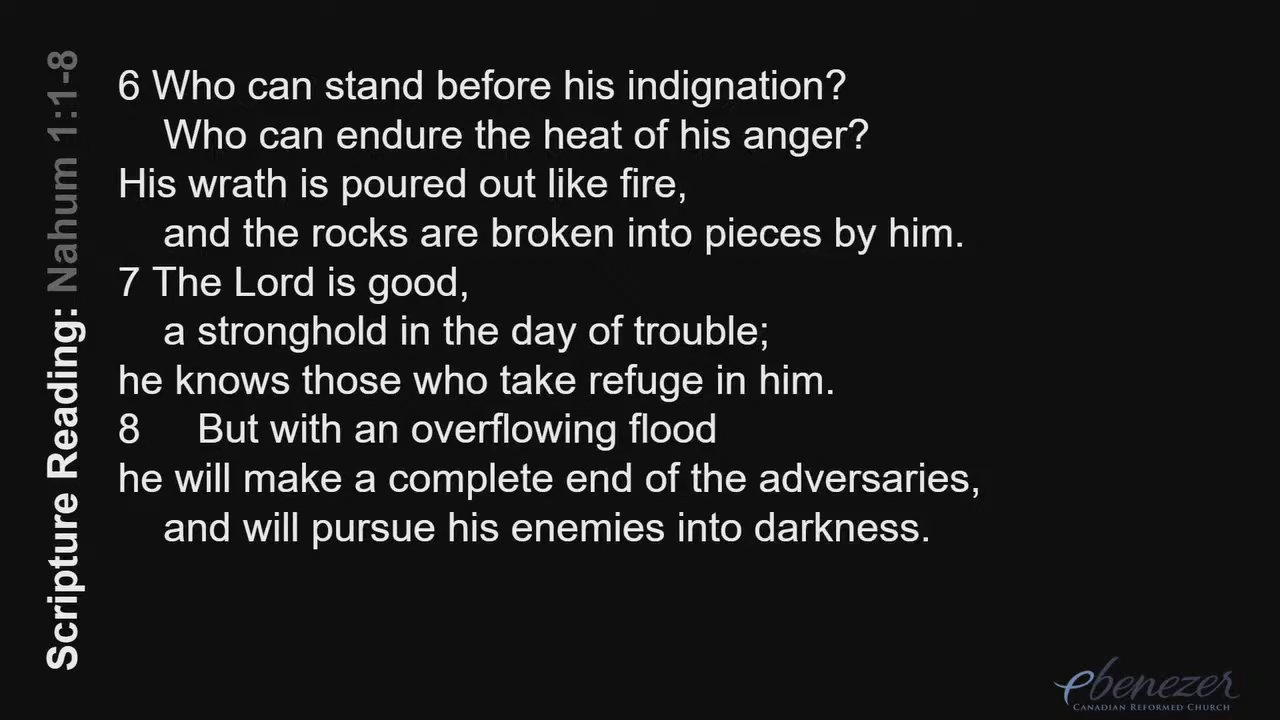 Scripture Reading: Nahum 1:1-8
6 Who can stand before his indignation?
Who can endure the heat of his anger?
His wrath is poured out like fire,
and the rocks are broken into pieces by him.
7 The Lord is good,
a stronghold in the day of trouble;
he knows those who take refuge in him.
8 But with an overflowing flood
he will make a complete end of the adversaries,
and will pursue his enemies into darkness.
ebenezer
CANADIAN REFORMED CHURCH